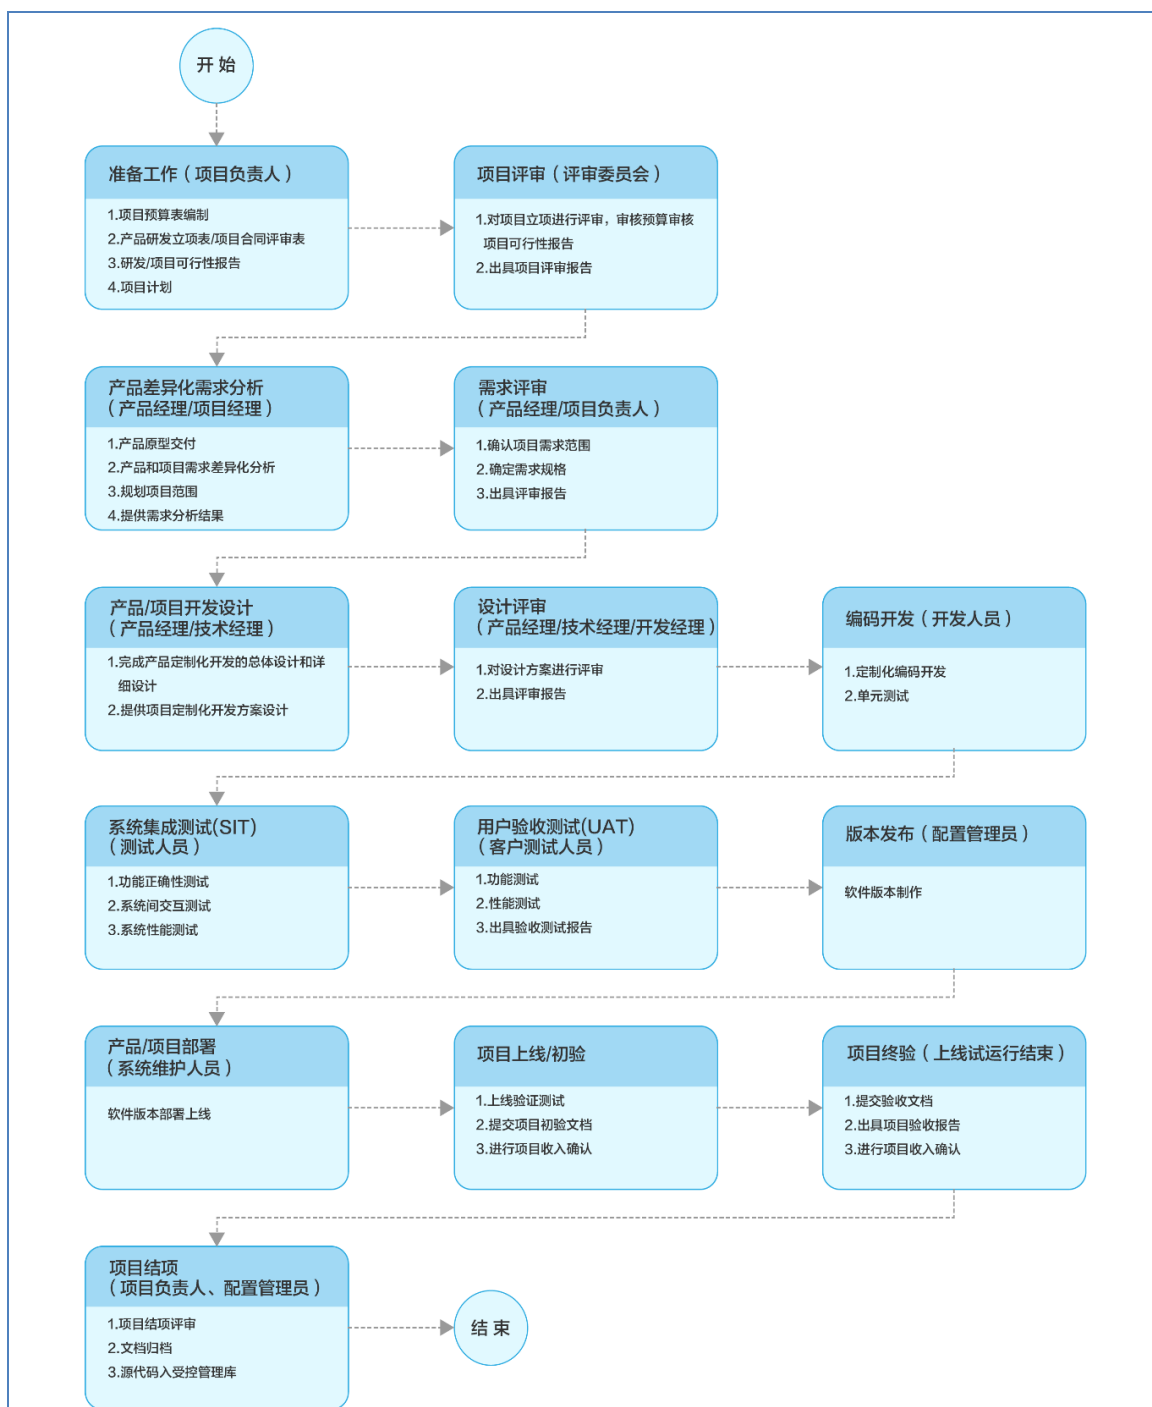 开 始
准备工作（项目负责人）
1.项目预算表编制
2.产品研发立项表/项目合同评审表
3.研发/项目可行性报告
4.项目计划
项目评审（评审委员会）
1.对项目立项进行评审，审核预算审核
项目可行性报告
2.出具项目评审报告
产品差异化需求分析
（产品经理/项目经理）
1.产品原型交付
2.产品和项目需求差异化分析
3.规划项目范围
4.提供需求分析结果
需求评审
（产品经理/项目负责人）
1.确认项目需求范围
2.确定需求规格
3.出具评审报告
产品/项目开发设计
（产品经理/技术经理）
1.完成产品定制化开发的总体设计和详
细设计
2.提供项目定制化开发方案设计
设计评审
（产品经理/技术经理/开发经理）
1.对设计方案进行评审
2.出具评审报告
编码开发（开发人员）
1.定制化编码开发
2.单元测试
系统集成测试(SIT)
（测试人员）
1.功能正确性测试
2.系统间交互测试
3.系统性能测试
用户验收测试(UAT)
（客户测试人员）
1.功能测试
2.性能测试
3.出具验收测试报告
版本发布（配置管理员）
软件版本制作
产品/项目部署
（系统维护人员）
软件版本部署上线
项目上线/初验
1.上线验证测试
2.提交项目初验文档
3.进行项目收入确认
项目终验（上线试运行结束）
1.提交验收文档
2.出具项目验收报告
3.进行项目收入确认
项目结项
（项目负责人、配置管理员）
1.项目结项评审
2.文档归档
3.源代码入受控管理库
结 束